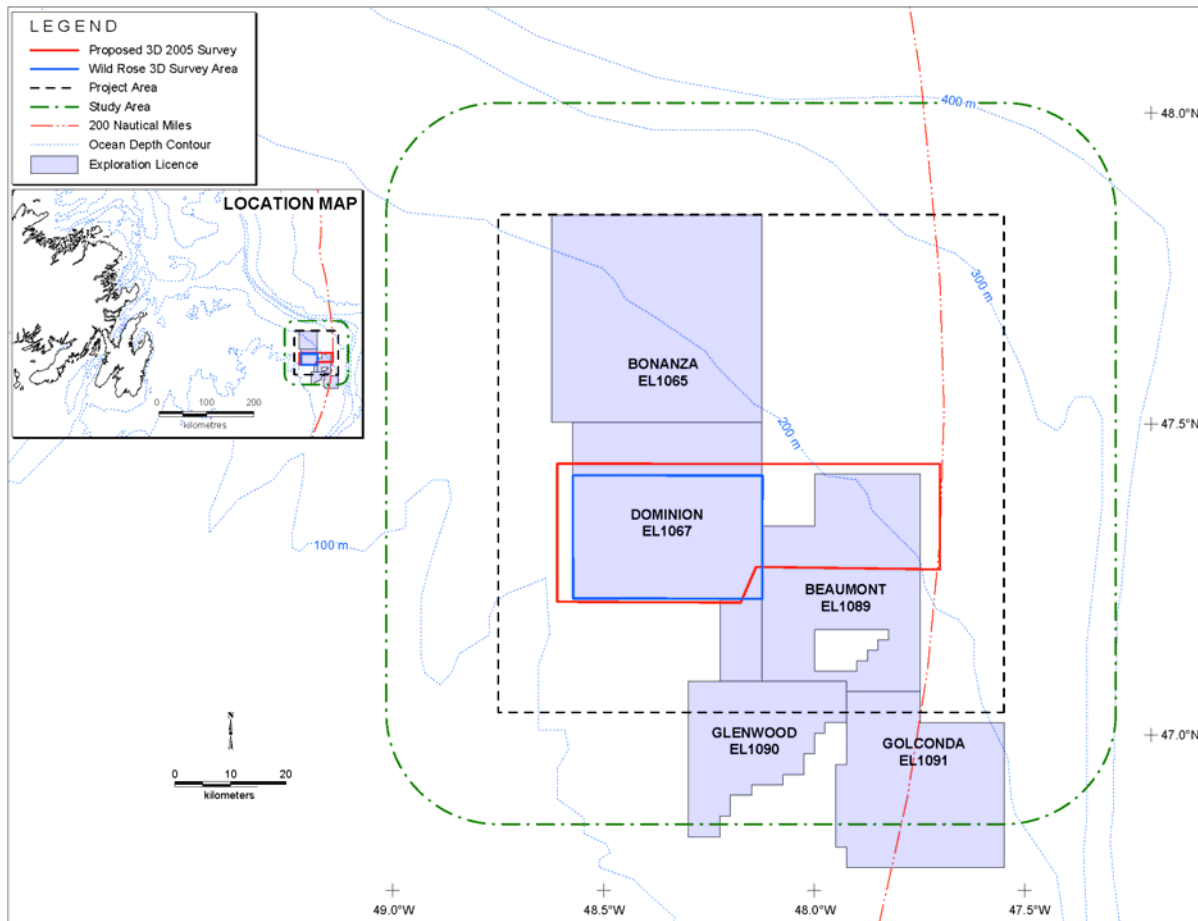 LEGEND
Proposed 3D 2005 Survey
Wild Rose 3D Survey Area
Project Area
Study Area
200 Nautical Miles
Ocean Depth Contour
Exploration Licence
LOCATION MAP
0 100 200
kilometres
400 m
48.0°N
300 m
BONANZA
EL1065
200 m
47.5°N
DOMINION
EL1067
100 m
BEAUMONT
EL1089
GLENWOOD
EL1090
GOLCONDA
EL1091
47.0°N
N
0 10 20
kilometers
49.0°W
48.5°W
48.0°W
47.5°W